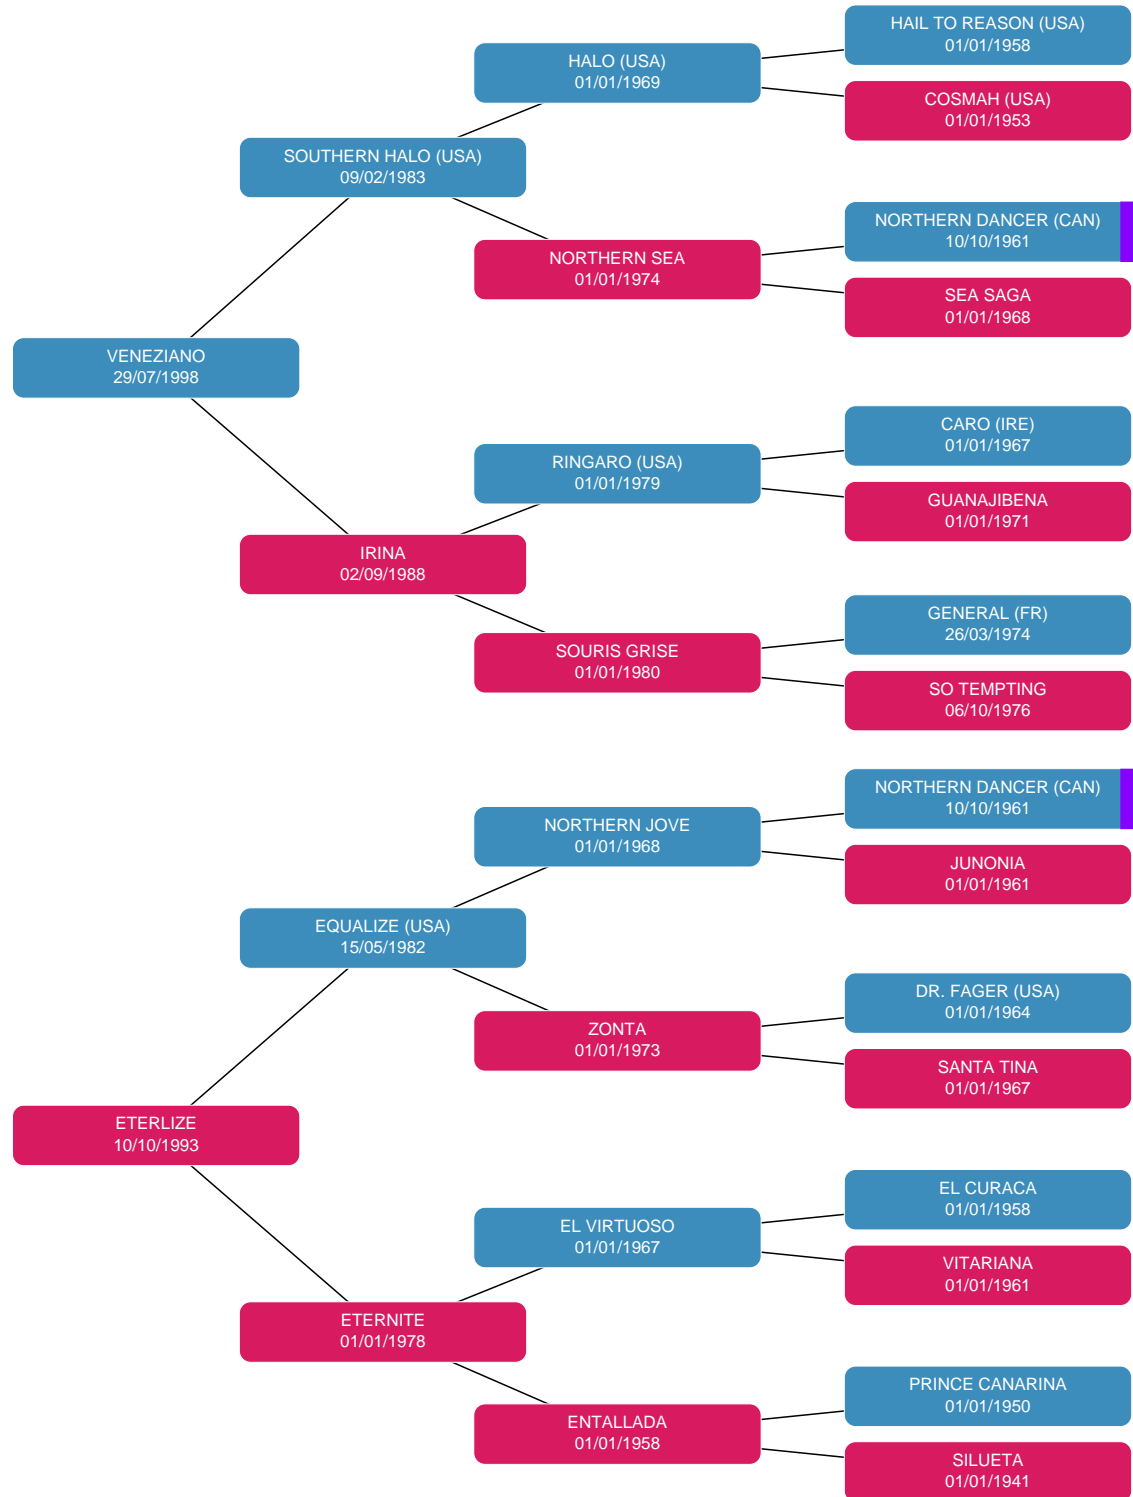 HAIL TO REASON (USA)
01/01/1958
HALO (USA)
01/01/1969
COSMAH (USA)
01/01/1953
SOUTHERN HALO (USA)
09/02/1983
NORTHERN DANCER (CAN)
10/10/1961
NORTHERN SEA
01/01/1974
SEA SAGA
01/01/1968
VENEZIANO
29/07/1998
CARO (IRE)
01/01/1967
RINGARO (USA)
01/01/1979
GUANAJIBENA
01/01/1971
IRINA
02/09/1988
GENERAL (FR)
26/03/1974
SOURIS GRISE
01/01/1980
SO TEMPTING
06/10/1976
NORTHERN DANCER (CAN)
10/10/1961
NORTHERN JOVE
01/01/1968
JUNONIA
01/01/1961
EQUALIZE (USA)
15/05/1982
DR. FAGER (USA)
01/01/1964
ZONTA
01/01/1973
SANTA TINA
01/01/1967
ETERLIZE
10/10/1993
EL CURACA
01/01/1958
EL VIRTUOSO
01/01/1967
VITARIANA
01/01/1961
ETERNITE
01/01/1978
PRINCE CANARINA
01/01/1950
ENTALLADA
01/01/1958
SILUETA
01/01/1941